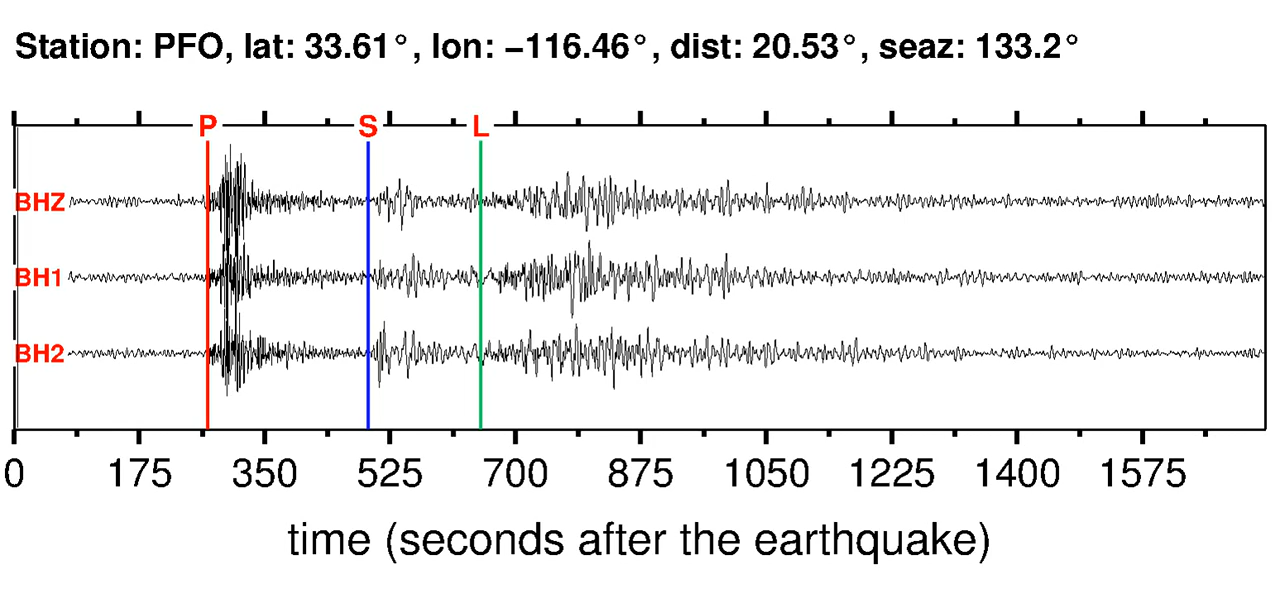 Station: PFO, lat: 33.61°, lon: −116.46°, dist: 20.53°, seaz: 133.2°
P S L
BHZ
BH1
BH2
0 175 350 525 700 875 1050 1225 1400 1575
time (seconds after the earthquake)